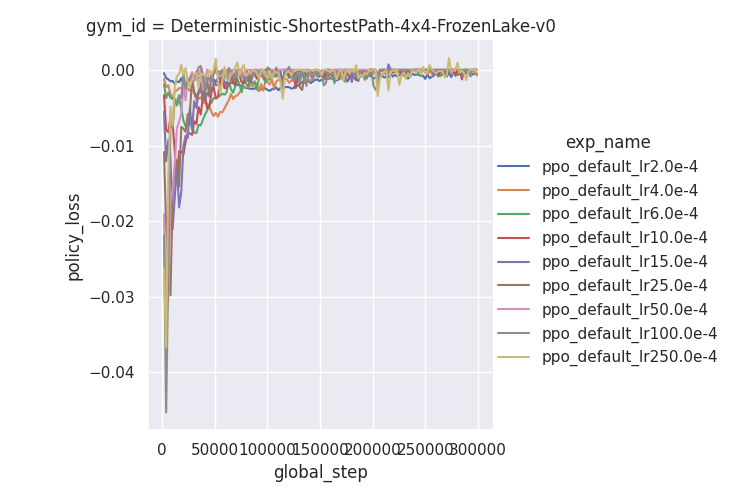 gym_id = Deterministic-ShortestPath-4x4-FrozenLake-v0
0.00
−0.01
−0.02
−0.03
−0.04
policy_loss
0 50000 100000 150000 200000 250000 300000
global_step
exp_name
ppo_default_lr2.0e-4
ppo_default_lr4.0e-4
ppo_default_lr6.0e-4
ppo_default_lr10.0e-4
ppo_default_lr15.0e-4
ppo_default_lr25.0e-4
ppo_default_lr50.0e-4
ppo_default_lr100.0e-4
ppo_default_lr250.0e-4